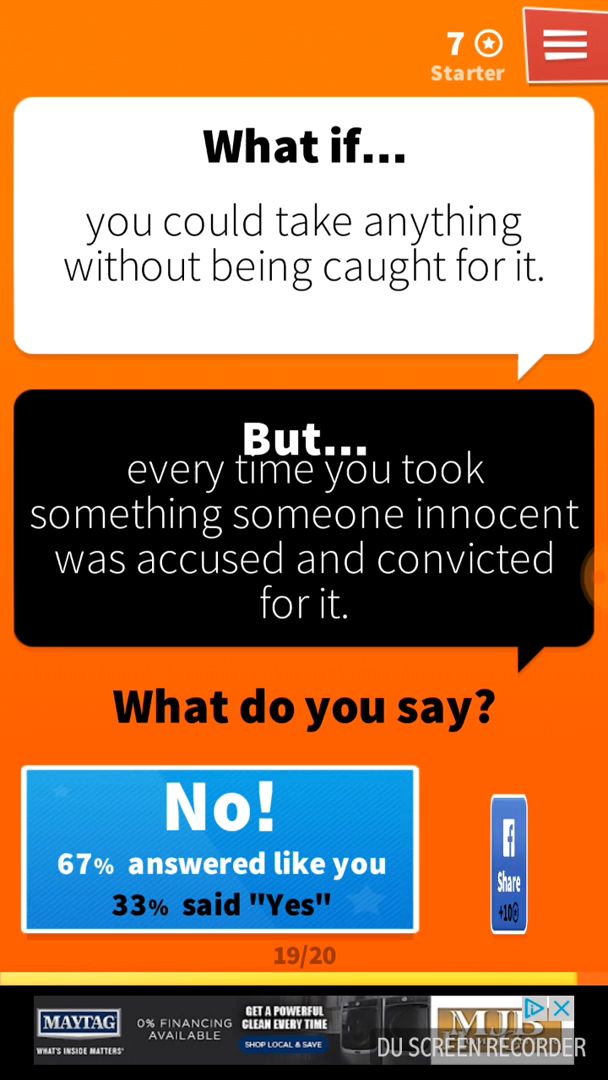 7
Starter
What if...
you could take anything
without being caught for it.
But...
every time you took
something someone innocent
was accused and convicted
for it.
What do you say?
No!
67% answered like you
33% said "Yes"
Share
+10
19/20
MAYTAG
WHAT'S INSIDE MATTERS
0% FINANCING
AVAILABLE
GET A POWERFUL
CLEAN EVERY TIME
SHOP LOCAL & SAVE
MJB
DU SCREEN RECORDER